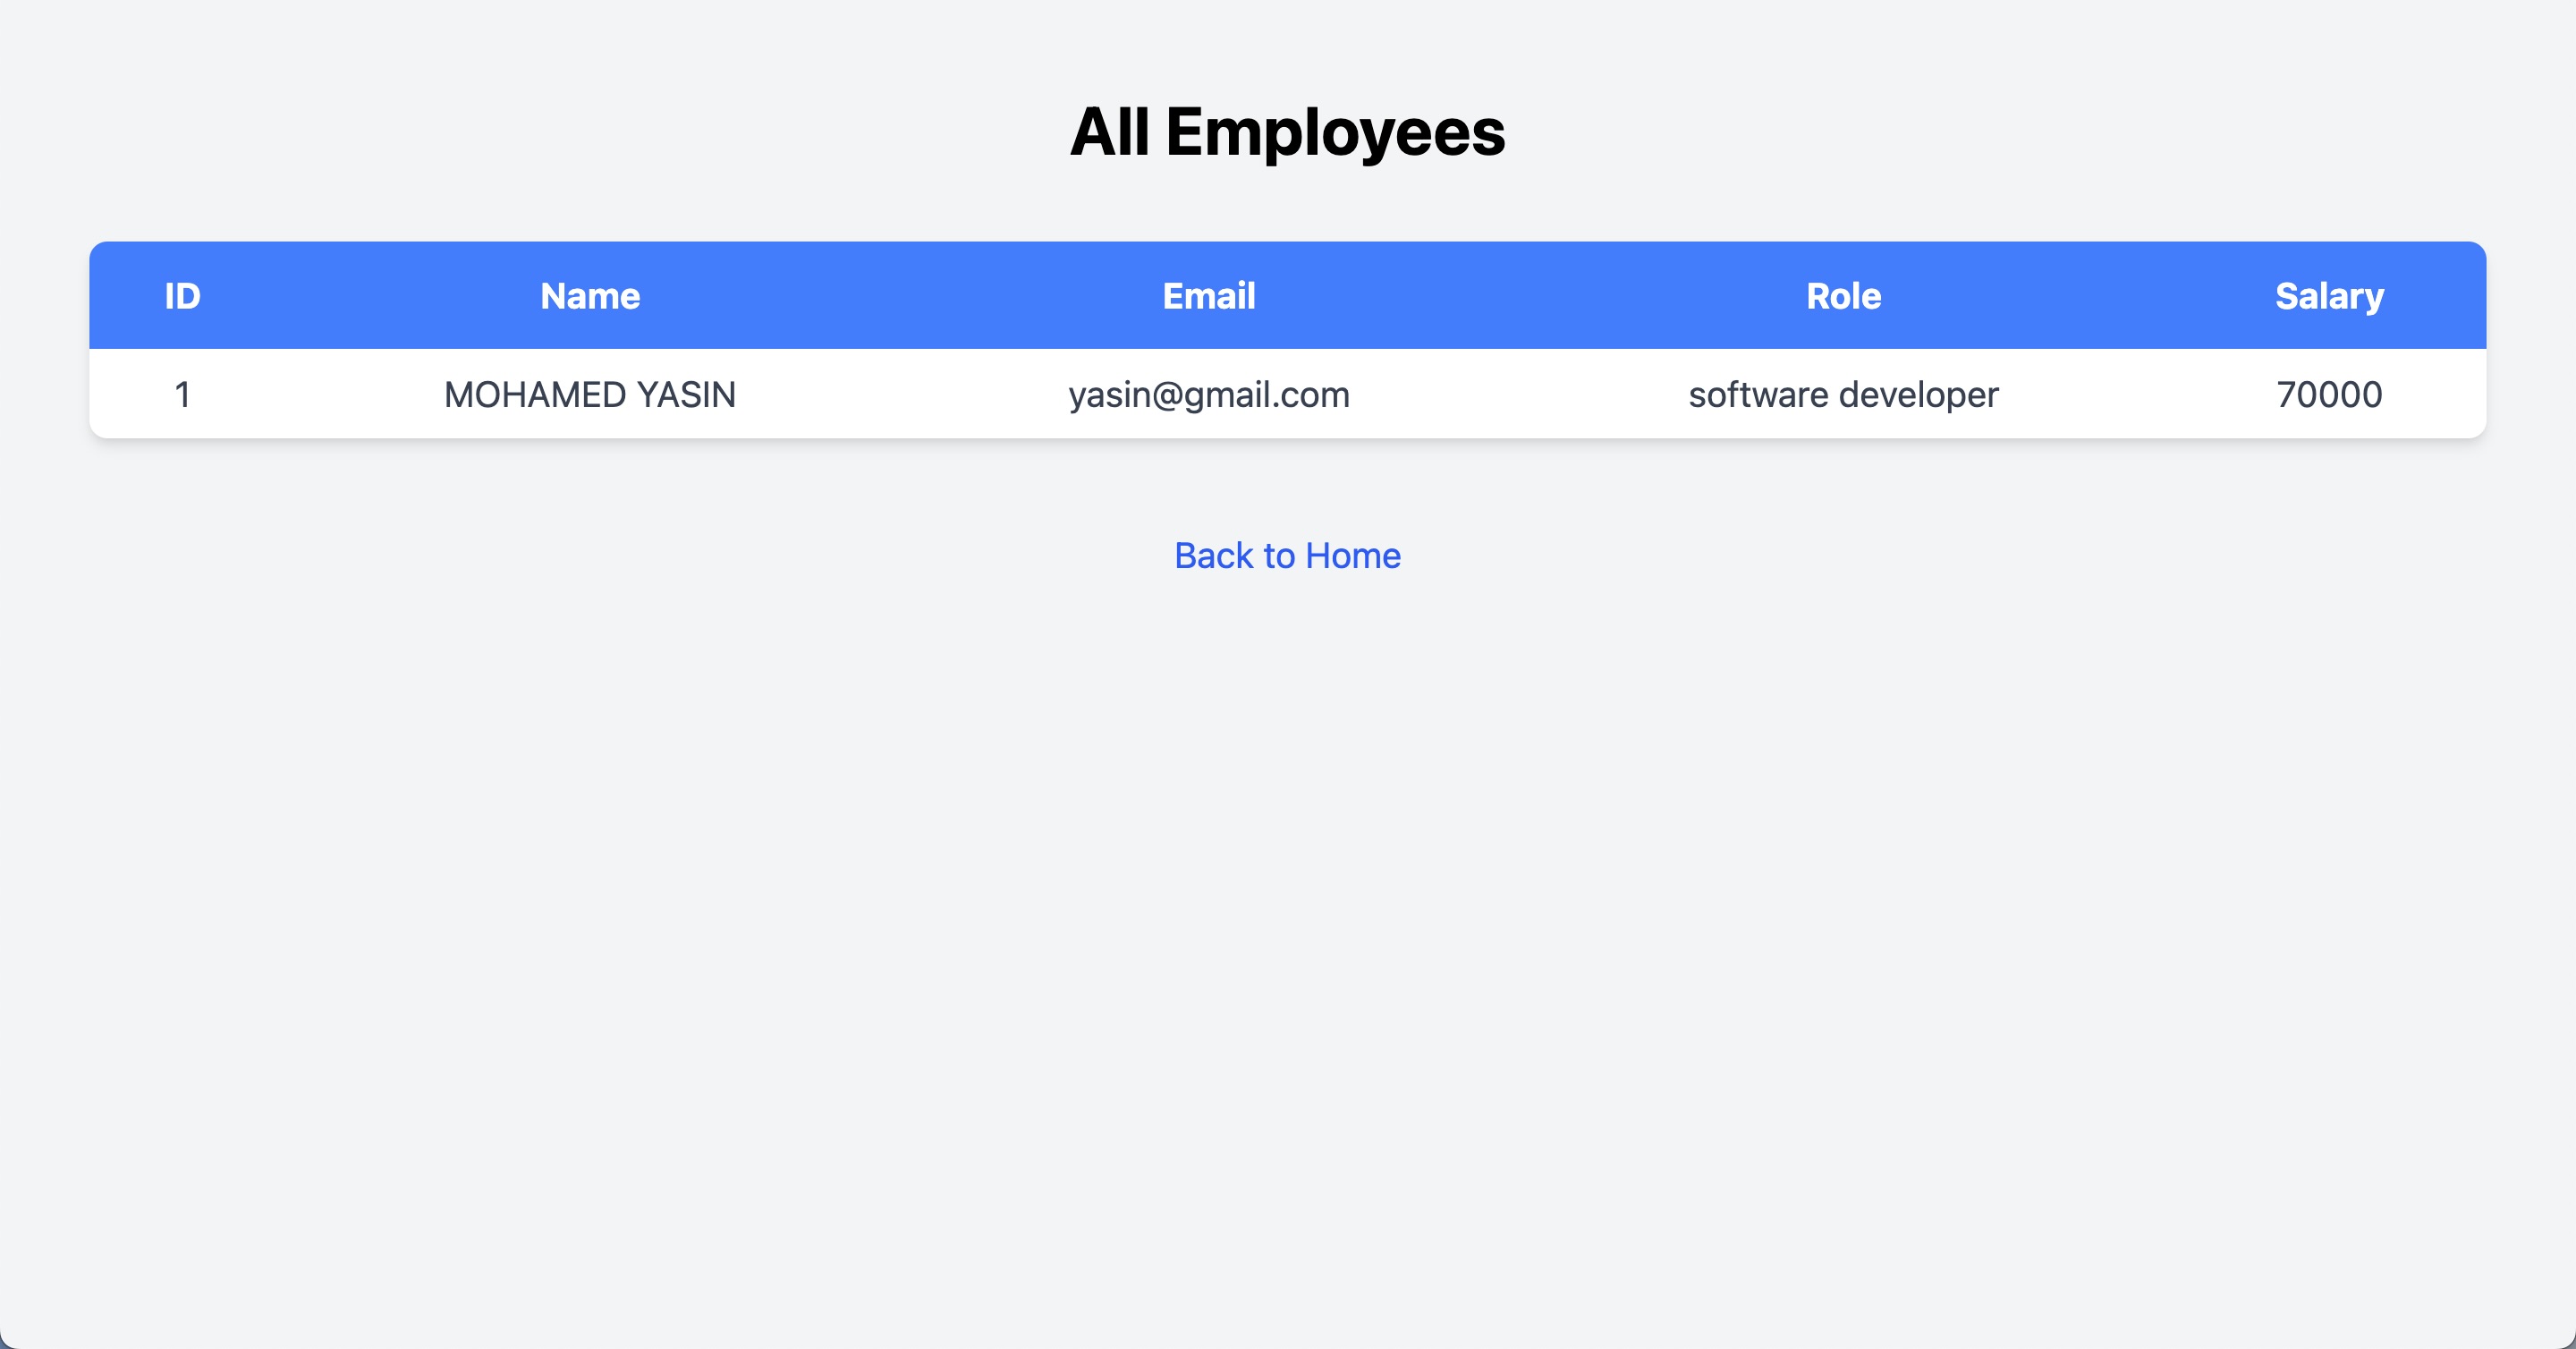 All Employees
ID Name Email Role Salary
1 MOHAMED YASIN yasin@gmail.com software developer 70000
Back to Home